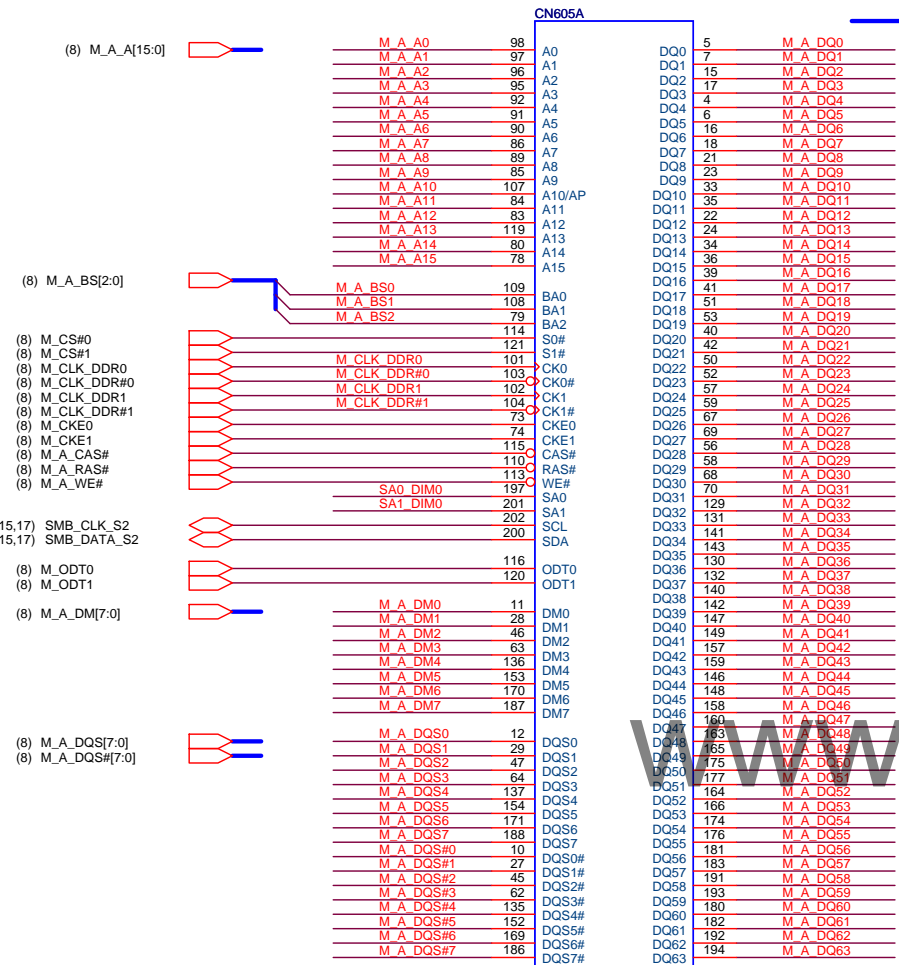 CN605A
(8) M_A_A[15:0]
M_A_A0 98 A0 DQ0 5 M_A_DQ0
M_A_A1 97 A1 DQ1 7 M_A_DQ1
M_A_A2 96 A2 DQ2 15 M_A_DQ2
M_A_A3 95 A3 DQ3 17 M_A_DQ3
M_A_A4 92 A4 DQ4 4 M_A_DQ4
M_A_A5 91 A5 DQ5 6 M_A_DQ5
M_A_A6 90 A6 DQ6 16 M_A_DQ6
M_A_A7 86 A7 DQ7 18 M_A_DQ7
M_A_A8 89 A8 DQ8 21 M_A_DQ8
M_A_A9 85 A9 DQ9 23 M_A_DQ9
M_A_A10 107 A10/AP DQ10 33 M_A_DQ10
M_A_A11 84 A11 DQ11 35 M_A_DQ11
M_A_A12 83 A12 DQ12 22 M_A_DQ12
M_A_A13 119 A13 DQ13 24 M_A_DQ13
M_A_A14 80 A14 DQ14 34 M_A_DQ14
M_A_A15 78 A15 DQ15 36 M_A_DQ15
DQ16 39 M_A_DQ16
(8) M_A_BS[2:0]
M_A_BS0 109 BA0 DQ17 41 M_A_DQ17
M_A_BS1 108 BA1 DQ18 51 M_A_DQ18
M_A_BS2 79 BA2 DQ19 53 M_A_DQ19
(8) M_CS#0 114 S0# DQ20 40 M_A_DQ20
(8) M_CS#1 121 S1# DQ21 42 M_A_DQ21
(8) M_CLK_DDR0 M_CLK_DDR0 101 CK0 DQ22 50 M_A_DQ22
(8) M_CLK_DDR#0 M_CLK_DDR#0 103 CK0# DQ23 52 M_A_DQ23
(8) M_CLK_DDR1 M_CLK_DDR1 102 CK1 DQ24 57 M_A_DQ24
(8) M_CLK_DDR#1 M_CLK_DDR#1 104 CK1# DQ25 59 M_A_DQ25
(8) M_CKE0 73 CKE0 DQ26 67 M_A_DQ26
(8) M_CKE1 74 CKE1 DQ27 69 M_A_DQ27
(8) M_A_CAS# 115 CAS# DQ28 56 M_A_DQ28
(8) M_A_RAS# 110 RAS# DQ29 58 M_A_DQ29
(8) M_A_WE# 113 WE# DQ30 68 M_A_DQ30
SA0_DIM0 197 SA0 DQ31 70 M_A_DQ31
SA1_DIM0 201 SA1 DQ32 129 M_A_DQ32
15,17) SMB_CLK_S2 202 SCL DQ33 131 M_A_DQ33
15,17) SMB_DATA_S2 200 SDA DQ34 141 M_A_DQ34
DQ35 143 M_A_DQ35
(8) M_ODT0 116 ODT0 DQ36 130 M_A_DQ36
(8) M_ODT1 120 ODT1 DQ37 132 M_A_DQ37
DQ38 140 M_A_DQ38
(8) M_A_DM[7:0]
M_A_DM0 11 DM0 DQ39 142 M_A_DQ39
M_A_DM1 28 DM1 DQ40 147 M_A_DQ40
M_A_DM2 46 DM2 DQ41 149 M_A_DQ41
M_A_DM3 63 DM3 DQ42 157 M_A_DQ42
M_A_DM4 136 DM4 DQ43 159 M_A_DQ43
M_A_DM5 153 DM5 DQ44 146 M_A_DQ44
M_A_DM6 170 DM6 DQ45 148 M_A_DQ45
M_A_DM7 187 DM7 DQ46 158 M_A_DQ46
DQ47 160 M_A_DQ47
(8) M_A_DQS[7:0]
(8) M_A_DQS#[7:0]
M_A_DQS0 12 DQS0 DQ48 163 M_A_DQ48
M_A_DQS1 29 DQS1 DQ49 165 M_A_DQ49
M_A_DQS2 47 DQS2 DQ50 175 M_A_DQ50
M_A_DQS3 64 DQS3 DQ51 177 M_A_DQ51
M_A_DQS4 137 DQS4 DQ52 164 M_A_DQ52
M_A_DQS5 154 DQS5 DQ53 166 M_A_DQ53
M_A_DQS6 171 DQS6 DQ54 174 M_A_DQ54
M_A_DQS7 188 DQS7 DQ55 176 M_A_DQ55
M_A_DQS#0 10 DQS0# DQ56 181 M_A_DQ56
M_A_DQS#1 27 DQS1# DQ57 183 M_A_DQ57
M_A_DQS#2 45 DQS2# DQ58 191 M_A_DQ58
M_A_DQS#3 62 DQS3# DQ59 193 M_A_DQ59
M_A_DQS#4 135 DQS4# DQ60 180 M_A_DQ60
M_A_DQS#5 152 DQS5# DQ61 182 M_A_DQ61
M_A_DQS#6 169 DQS6# DQ62 192 M_A_DQ62
M_A_DQS#7 186 DQS7# DQ63 194 M_A_DQ63
WWW